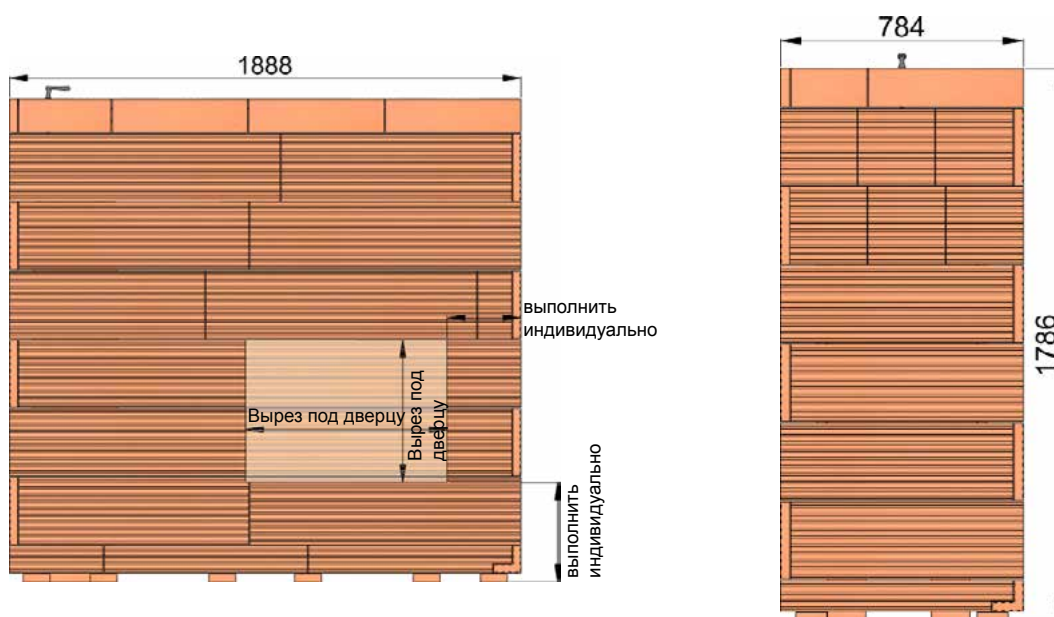 1888
784
выполнить
индивидуально
Вырез под дверцу
Вырез под
дверцу
выполнить
индивидуально
1786